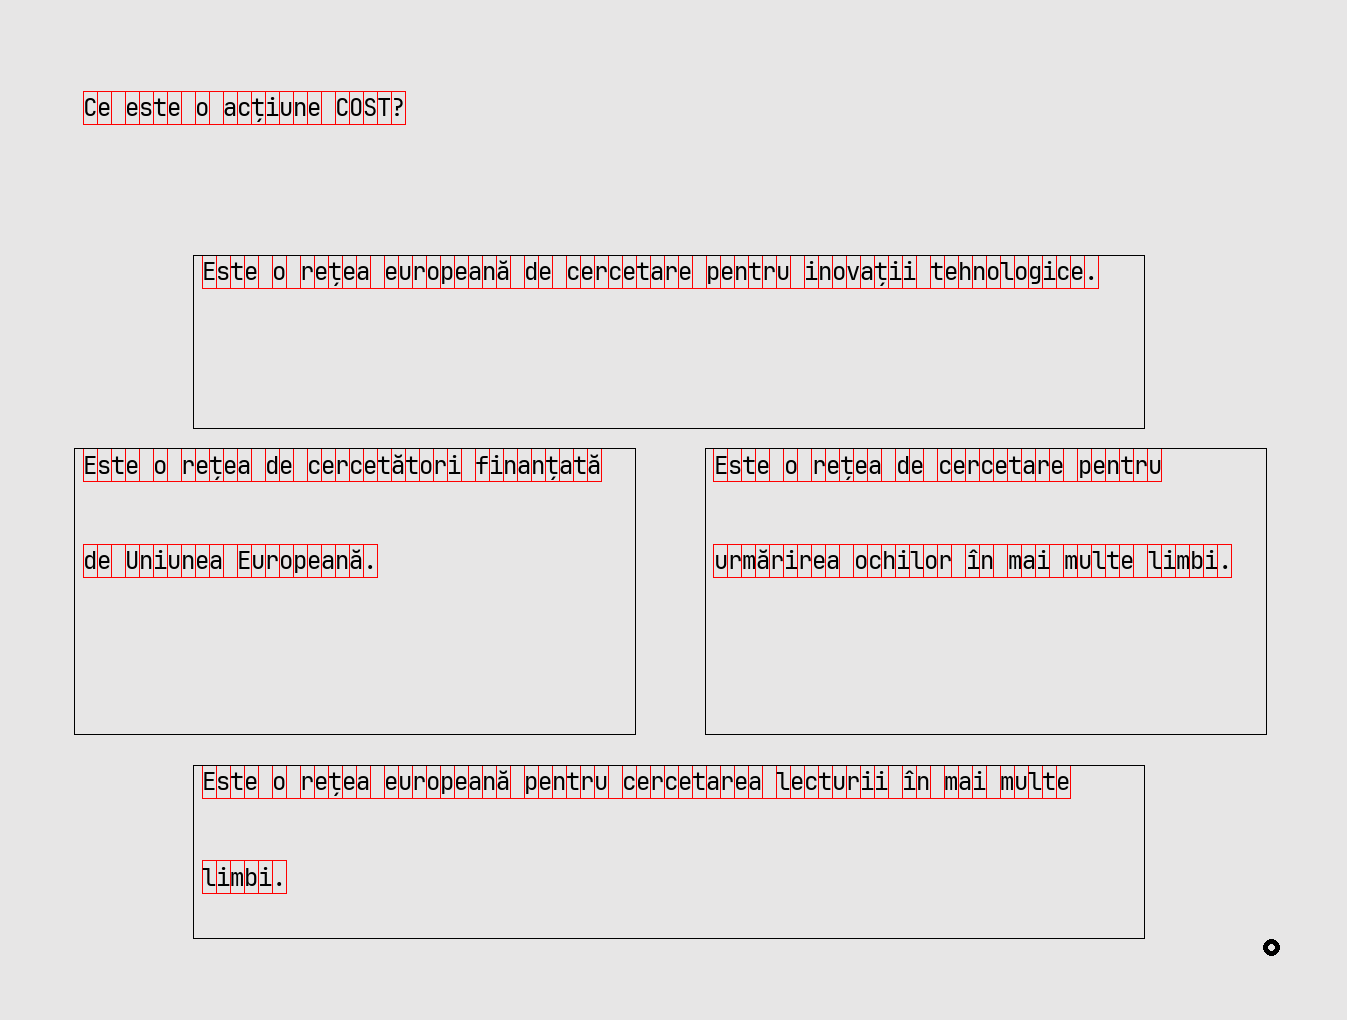 Ce este o acțiune COST?
Este o rețea europeană de cercetare pentru inovații tehnologice.
Este o rețea de cercetători finanțată
de Uniunea Europeană.
Este o rețea de cercetare pentru
urmărirea ochilor în mai multe limbi.
Este o rețea europeană pentru cercetarea lecturii în mai multe
limbi.